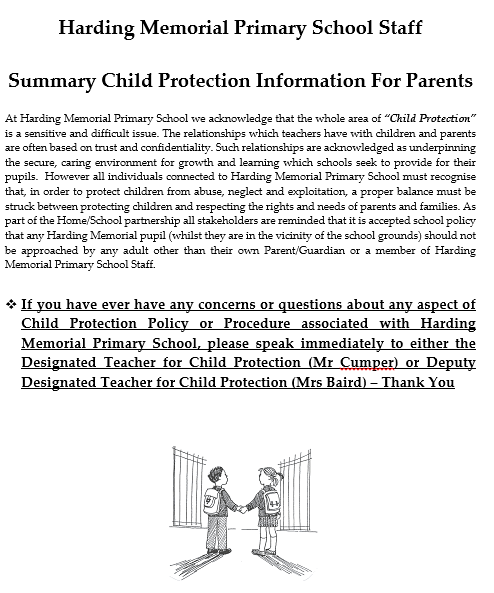 Harding Memorial Primary School Staff
Summary Child Protection Information For Parents
At Harding Memorial Primary School we acknowledge that the whole area of “Child Protection”
is a sensitive and difficult issue. The relationships which teachers have with children and parents
are often based on trust and confidentiality. Such relationships are acknowledged as underpinning
the secure, caring environment for growth and learning which schools seek to provide for their
pupils. However all individuals connected to Harding Memorial Primary School must recognise
that, in order to protect children from abuse, neglect and exploitation, a proper balance must be
struck between protecting children and respecting the rights and needs of parents and families. As
part of the Home/School partnership all stakeholders are reminded that it is accepted school policy
that any Harding Memorial pupil (whilst they are in the vicinity of the school grounds) should not
be approached by any adult other than their own Parent/Guardian or a member of Harding
Memorial Primary School Staff.
❖ If you have ever have any concerns or questions about any aspect of
Child Protection Policy or Procedure associated with Harding
Memorial Primary School, please speak immediately to either the
Designated Teacher for Child Protection (Mr Cumper) or Deputy
Designated Teacher for Child Protection (Mrs Baird) – Thank You